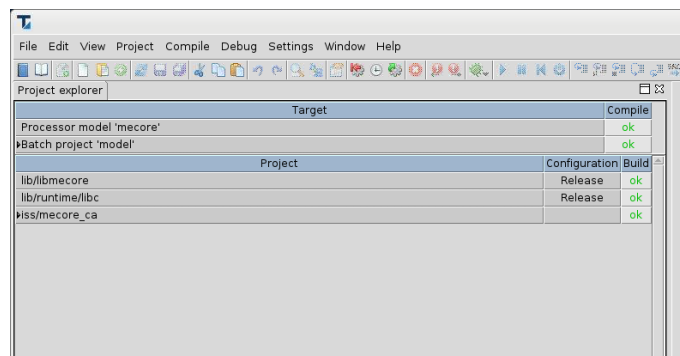 File Edit View Project Compile Debug Settings Window Help
Project explorer
Target Compile
Processor model 'mecore' ok
Batch project 'model' ok
Project Configuration Build
lib/libmecore Release ok
lib/runtime/libc Release ok
iss/mecore_ca ok